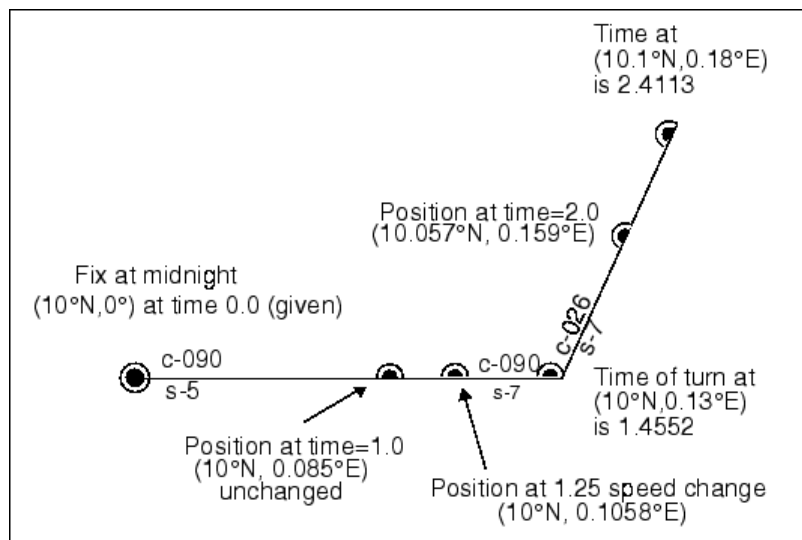 Time at
(10.1°N,0.18°E)
is 2.4113
Position at time=2.0
(10.057°N, 0.159°E)
Fix at midnight
(10°N,0°) at time 0.0 (given)
c-026
s-7
c-090
s-5
c-090
s-7
Time of turn at
(10°N,0.13°E)
is 1.4552
Position at time=1.0
(10°N, 0.085°E)
unchanged
Position at 1.25 speed change
(10°N, 0.1058°E)